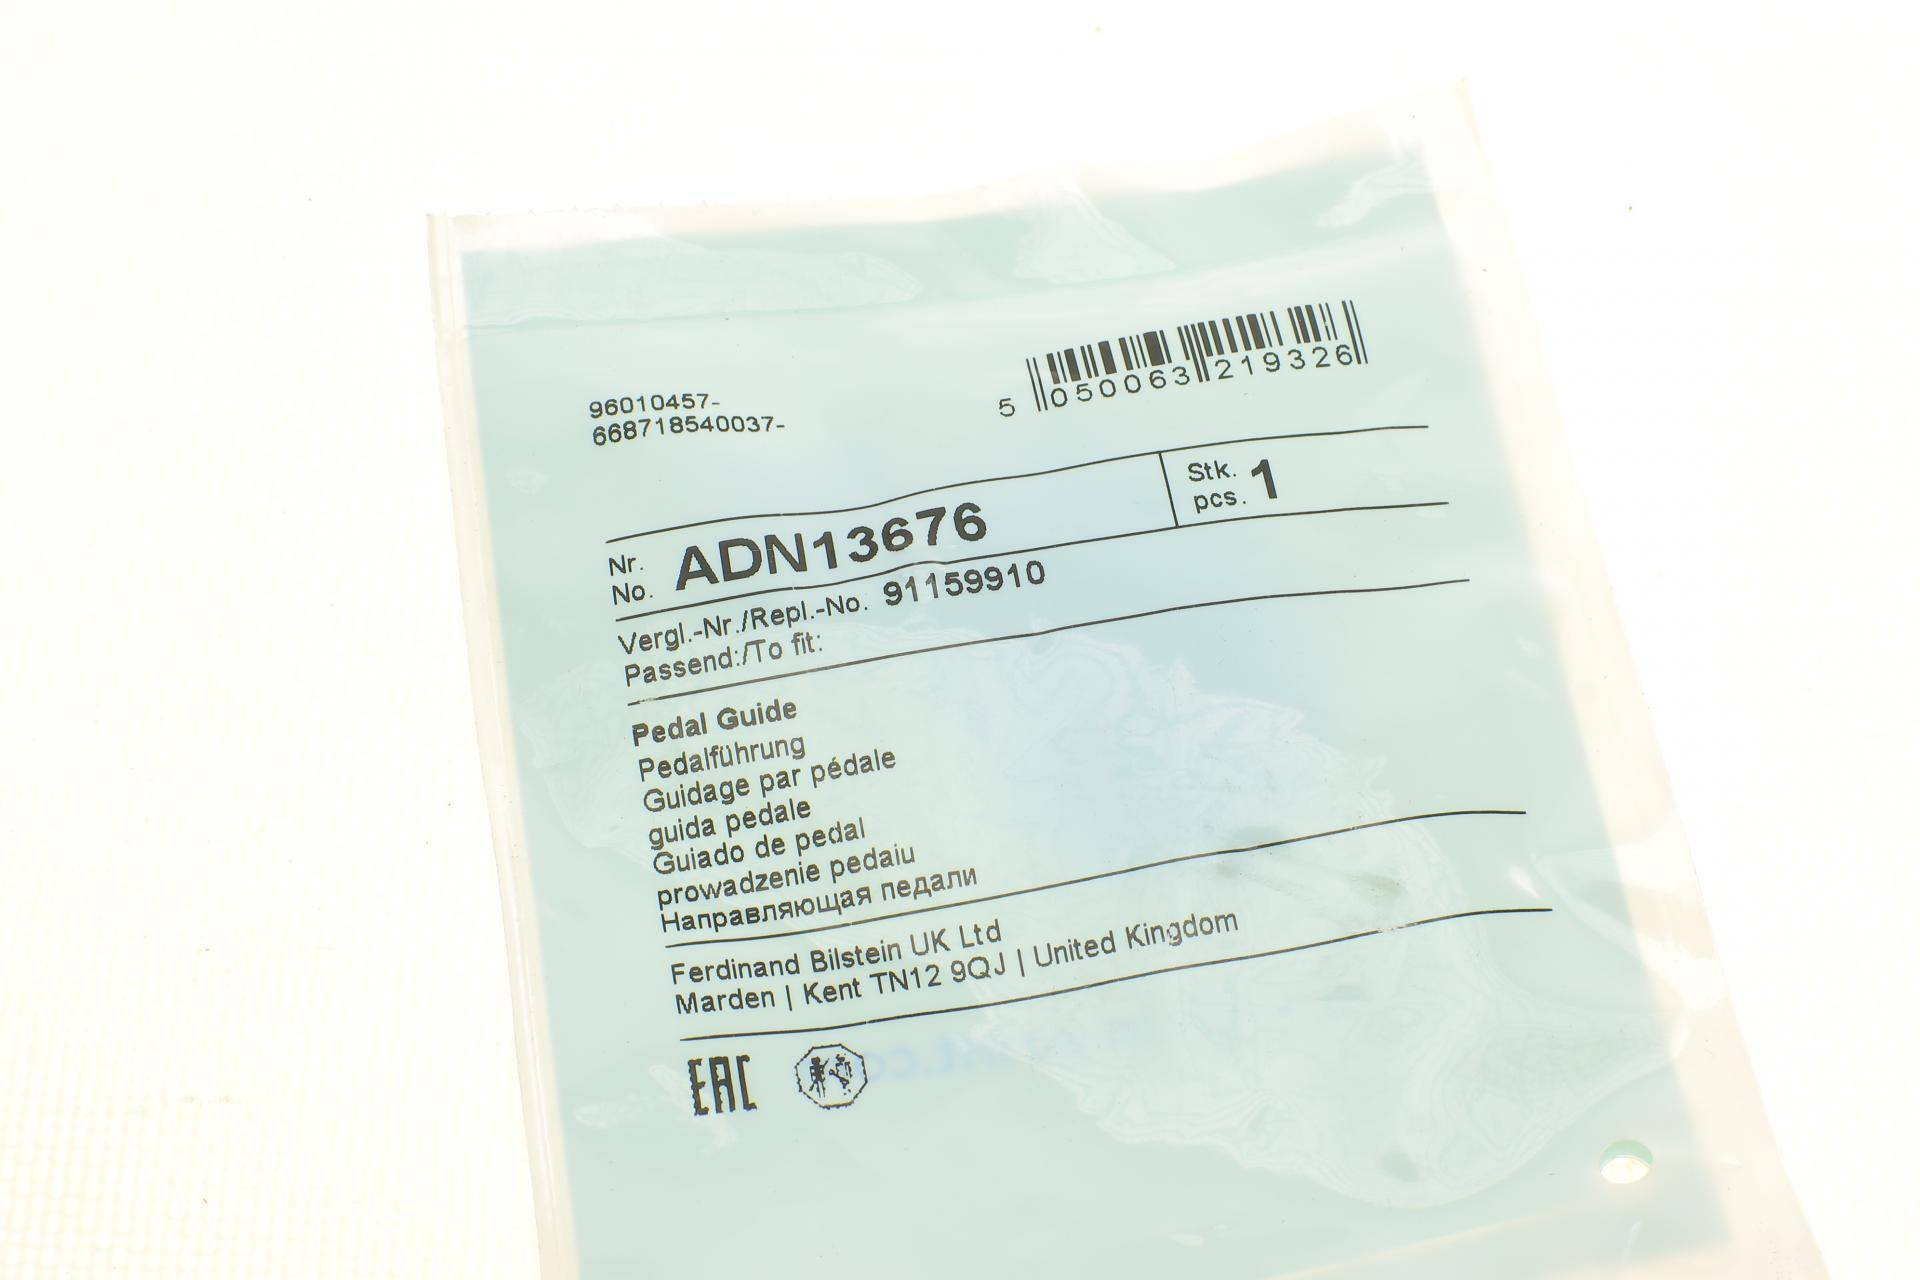 96010457-
668718540037-
5 050063 219326
Nr.
No. ADN13676
Stk.
pcs. 1
Vergl.-Nr./Repl.-No. 91159910
Passend:/To fit:
Pedal Guide
Pedalführung
Guidage par pédale
guida pedale
Guiado de pedal
prowadzenie pedaiu
Направляющая педали
Ferdinand Bilstein UK Ltd
Marden | Kent TN12 9QJ | United Kingdom
EAC